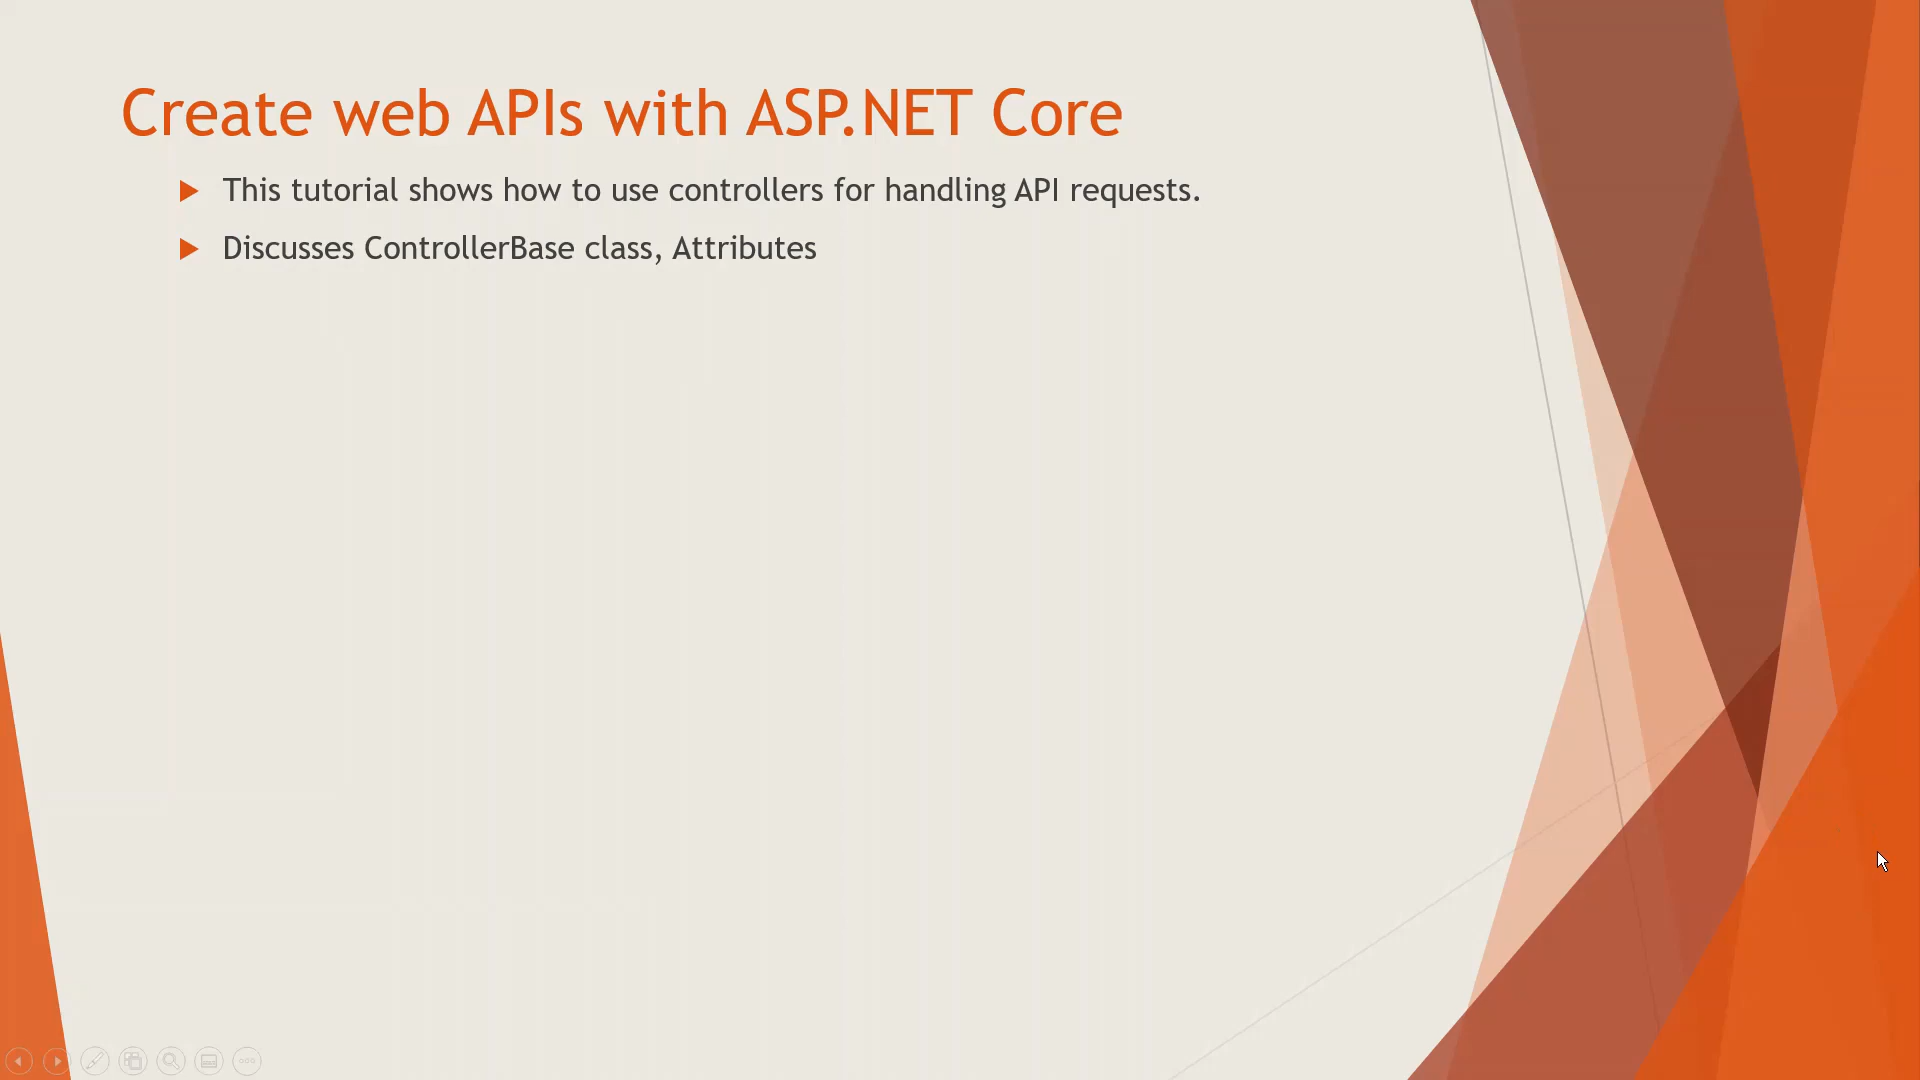 Create web APIs with ASP.NET Core
This tutorial shows how to use controllers for handling API requests.
Discusses ControllerBase class, Attributes